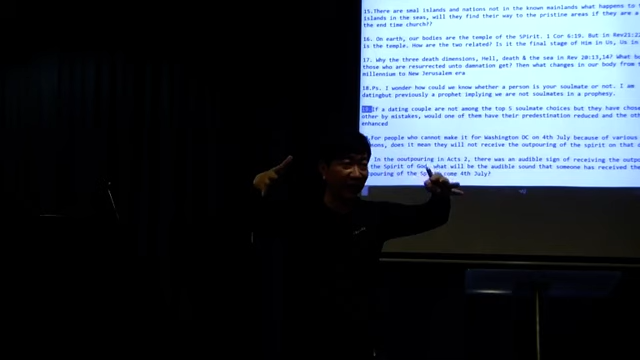 15.There are smal islands and nations not in the known mainlands what happens to
islands in the seas, will they find their way to the pristine areas if they are a
the end time church??
16. On earth, our bodies are the temple of the SPirit. 1 Cor 6:19. But in Rev21:22
is the temple. How are the two related? Is it the final stage of Him in Us, Us in
17. Why the three death dimensions, Hell, death & the sea in Rev 20:13,14? What
those who are resurrected unto damnation get? Then what changes in our body from
millennium to New Jerusalem era
18.Ps. I wonder how could we know whether a person is your soulmate or not. I am
datingbut previously a prophet implying we are not soulmates in a prophesy.
19.If a dating couple are not among the top 5 soulmate choices but they have
other by mistakes, would one of them have their predestination reduced and the
enhanced
For people who cannot make it for Washington DC on 4th July because of various
does it mean they will not receive the outpouring of the spirit on that
In the ooutpouring in Acts 2, there was an audible sign of receiving the
the Spirit of God, what will be the audible sound that someone has received the
of the come 4th July?